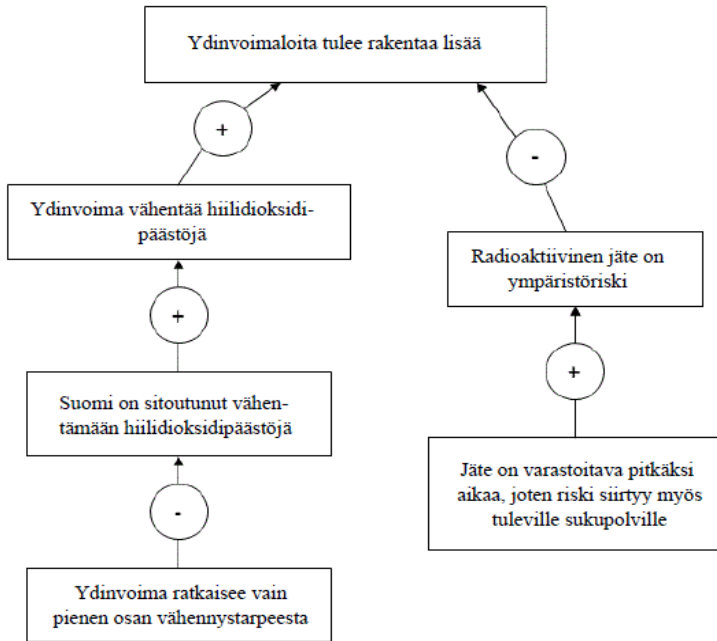 Ydinvoimaloita tulee rakentaa lisää
+
-
Ydinvoima vähentää hiilidioksidi-
päästöjä
Radioaktiivinen jäte on
ympäristöriski
+
+
Suomi on sitoutunut vähen-
tämään hiilidioksidipäästöjä
Jäte on varastoitava pitkäksi
aikaa, joten riski siirtyy myös
tuleville sukupolville
-
Ydinvoima ratkaisee vain
pienen osan vähennystarpeesta